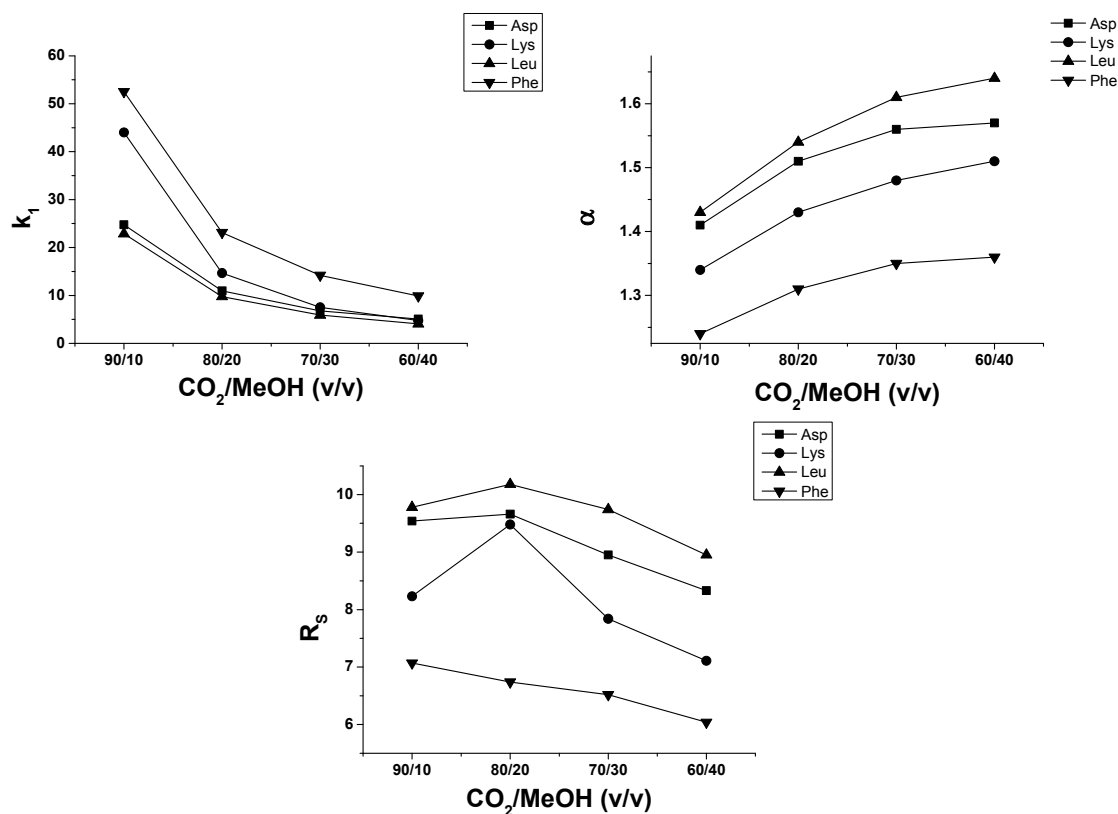 Asp
Lys
Leu
Phe
60
50
40
30
20
10
0
k₁
90/10
80/20
70/30
60/40
CO₂/MeOH (v/v)
Asp
Lys
Leu
Phe
1.6
1.5
1.4
1.3
α
90/10
80/20
70/30
60/40
CO₂/MeOH (v/v)
Asp
Lys
Leu
Phe
10
9
8
7
6
R_S
90/10
80/20
70/30
60/40
CO₂/MeOH (v/v)